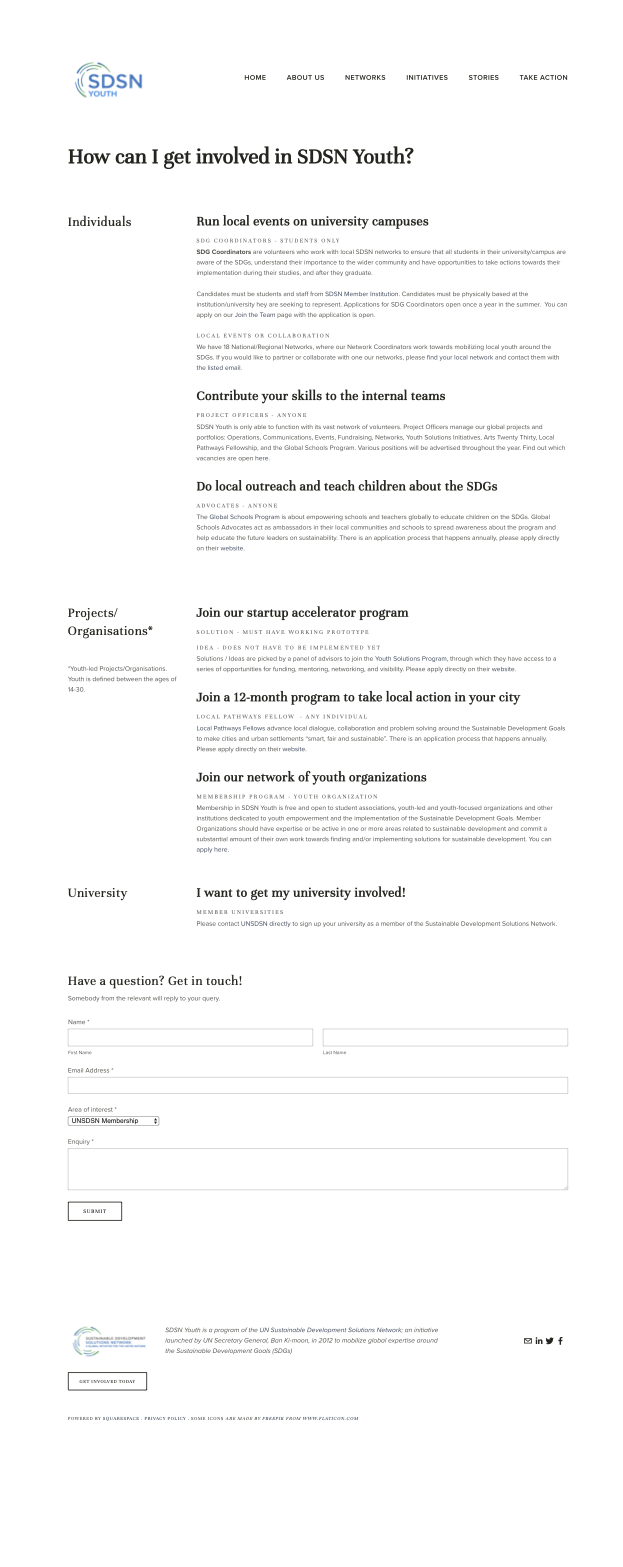 SDSN
YOUTH
HOME ABOUT US NETWORKS INITIATIVES STORIES TAKE ACTION
How can I get involved in SDSN Youth?
Individuals
Run local events on university campuses
SDG COORDINATORS - STUDENTS ONLY
SDG Coordinators are volunteers who work with local SDSN networks to ensure that all students in their university/campus are
aware of the SDGs, understand their importance to the wider community and have opportunities to take actions towards their
implementation during their studies, and after they graduate.
Candidates must be students and staff from SDSN Member Institution. Candidates must be physically based at the
institution/university hey are seeking to represent. Applications for SDG Coordinators open once a year in the summer. You can
apply on our Join the Team page with the application is open.
LOCAL EVENTS OR COLLABORATION
We have 18 National/Regional Networks, where our Network Coordinators work towards mobilizing local youth around the
SDGs. If you would like to partner or collaborate with one our networks, please find your local network and contact them with
the listed email.
Contribute your skills to the internal teams
PROJECT OFFICERS - ANYONE
SDSN Youth is only able to function with its vast network of volunteers. Project Officers manage our global projects and
portfolios: Operations, Communications, Events, Fundraising, Networks, Youth Solutions Initiatives, Arts Twenty Thirty, Local
Pathways Fellowship, and the Global Schools Program. Various positions will be advertised throughout the year. Find out which
vacancies are open here.
Do local outreach and teach children about the SDGs
ADVOCATES - ANYONE
The Global Schools Program is about empowering schools and teachers globally to educate children on the SDGs. Global
Schools Advocates act as ambassadors in their local communities and schools to spread awareness about the program and
help educate the future leaders on sustainability. There is an application process that happens annually, please apply directly
on their website.
Projects/
Organisations*
*Youth-led Projects/Organisations.
Youth is defined between the ages of
14-30.
Join our startup accelerator program
SOLUTION - MUST HAVE WORKING PROTOTYPE
IDEA - DOES NOT HAVE TO BE IMPLEMENTED YET
Solutions / Ideas are picked by a panel of advisors to join the Youth Solutions Program, through which they have access to a
series of opportunities for funding, mentoring, networking, and visibility. Please apply directly on their website.
Join a 12-month program to take local action in your city
LOCAL PATHWAYS FELLOW - ANY INDIVIDUAL
Local Pathways Fellows advance local dialogue, collaboration and problem solving around the Sustainable Development Goals
to make cities and urban settlements "smart, fair and sustainable". There is an application process that happens annually.
Please apply directly on their website.
Join our network of youth organizations
MEMBERSHIP PROGRAM - YOUTH ORGANIZATION
Membership in SDSN Youth is free and open to student associations, youth-led and youth-focused organizations and other
institutions dedicated to youth empowerment and the implementation of the Sustainable Development Goals. Member
Organizations should have expertise or be active in one or more areas related to sustainable development and commit a
substantial amount of their own work towards finding and/or implementing solutions for sustainable development. You can
apply here.
University
I want to get my university involved!
MEMBER UNIVERSITIES
Please contact UNSDSN directly to sign up your university as a member of the Sustainable Development Solutions Network.
Have a question? Get in touch!
Somebody from the relevant will reply to your query.
Name *
First Name Last Name
Email Address *
Area of interest *
UNSDSN Membership
Enquiry *
SUBMIT
SUSTAINABLE DEVELOPMENT
SOLUTIONS NETWORK
A GLOBAL INITIATIVE FOR THE UNITED NATIONS
SDSN Youth is a program of the UN Sustainable Development Solutions Network; an initiative
launched by UN Secretary General, Ban Ki-moon, in 2012 to mobilize global expertise around
the Sustainable Development Goals (SDGs)
GET INVOLVED TODAY
POWERED BY SQUARESPACE . PRIVACY POLICY . SOME ICONS ARE MADE BY FREEPIK FROM WWW.FLATICON.COM